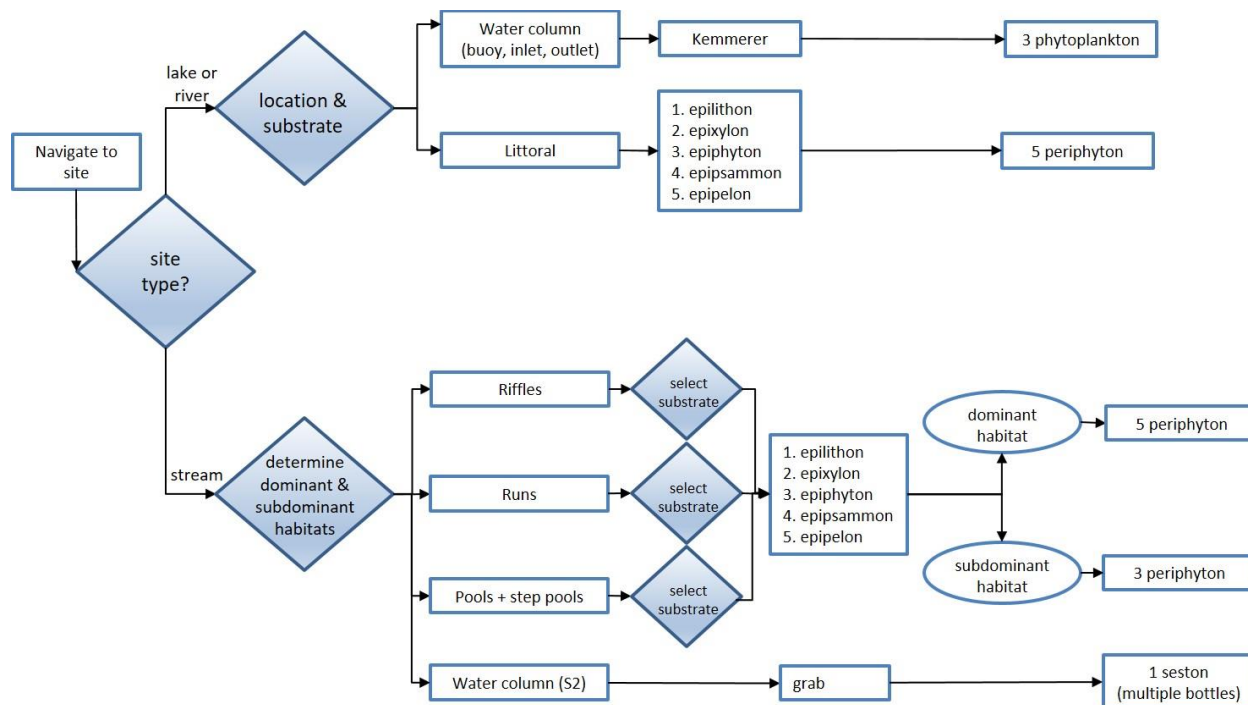 Navigate to
site
site
type?
lake or
river
location &
substrate
Water column
(buoy, inlet, outlet)
Kemmerer
3 phytoplankton
Littoral
1. epilithon
2. epixylon
3. epiphyton
4. epipsammon
5. epipelon
5 periphyton
stream
determine
dominant &
subdominant
habitats
Riffles
select
substrate
Runs
select
substrate
Pools + step pools
select
substrate
1. epilithon
2. epixylon
3. epiphyton
4. epipsammon
5. epipelon
dominant
habitat
5 periphyton
subdominant
habitat
3 periphyton
Water column (S2)
grab
1 seston
(multiple bottles)